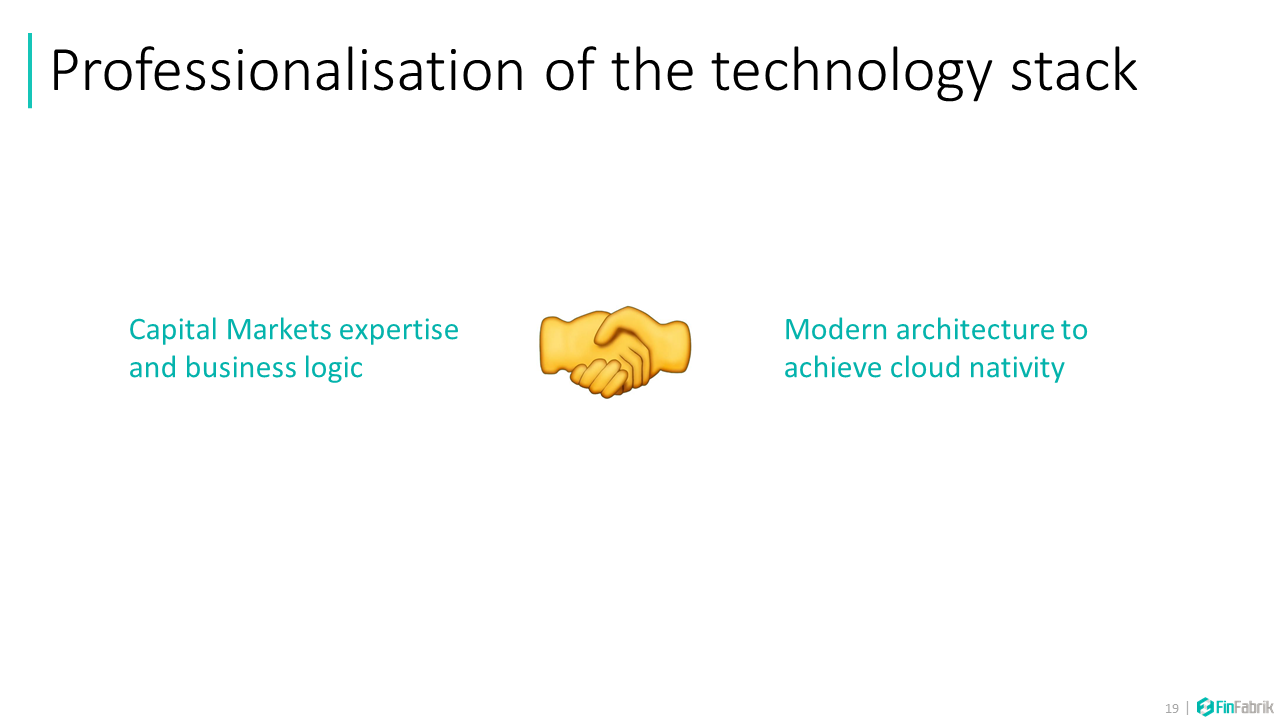 Professionalisation of the technology stack
Capital Markets expertise
and business logic
Modern architecture to
achieve cloud nativity
19 | FinFabrik